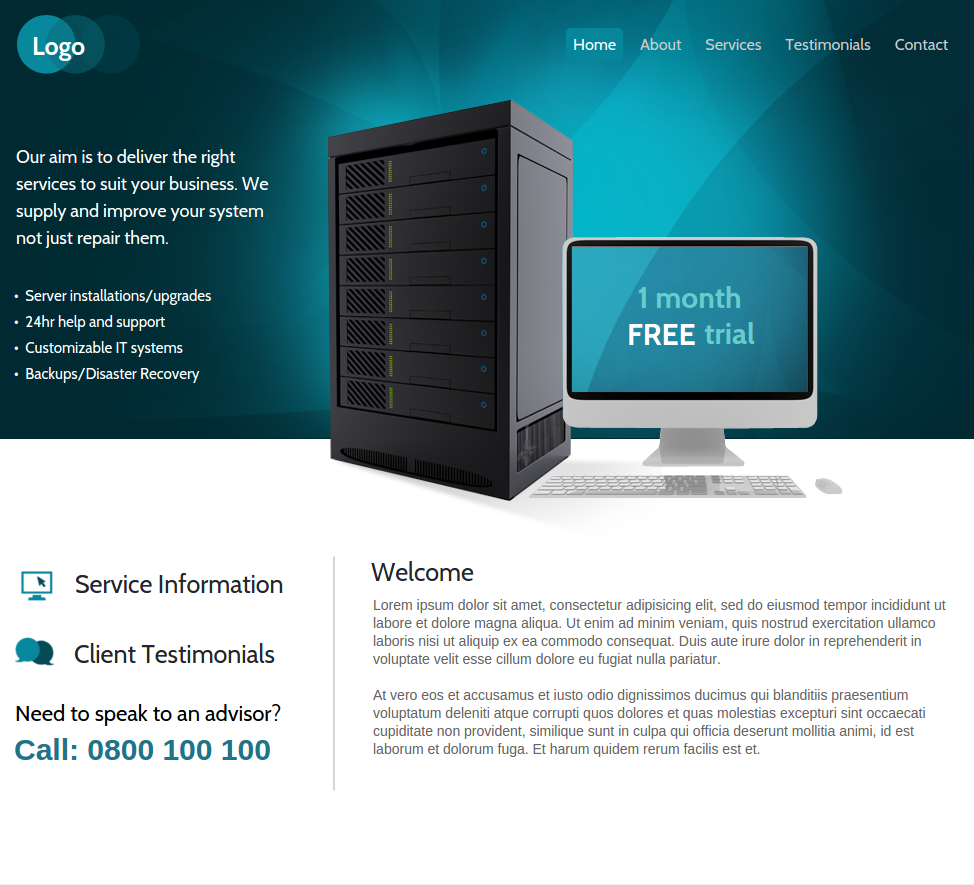 Logo
Home About Services Testimonials Contact
Our aim is to deliver the right
services to suit your business. We
supply and improve your system
not just repair them.
• Server installations/upgrades
• 24hr help and support
• Customizable IT systems
• Backups/Disaster Recovery
1 month
FREE trial
Service Information
Client Testimonials
Need to speak to an advisor?
Call: 0800 100 100
Welcome
Lorem ipsum dolor sit amet, consectetur adipisicing elit, sed do eiusmod tempor incididunt ut
labore et dolore magna aliqua. Ut enim ad minim veniam, quis nostrud exercitation ullamco
laboris nisi ut aliquip ex ea commodo consequat. Duis aute irure dolor in reprehenderit in
voluptate velit esse cillum dolore eu fugiat nulla pariatur.
At vero eos et accusamus et iusto odio dignissimos ducimus qui blanditiis praesentium
voluptatum deleniti atque corrupti quos dolores et quas molestias excepturi sint occaecati
cupiditate non provident, similique sunt in culpa qui officia deserunt mollitia animi, id est
laborum et dolorum fuga. Et harum quidem rerum facilis est et.